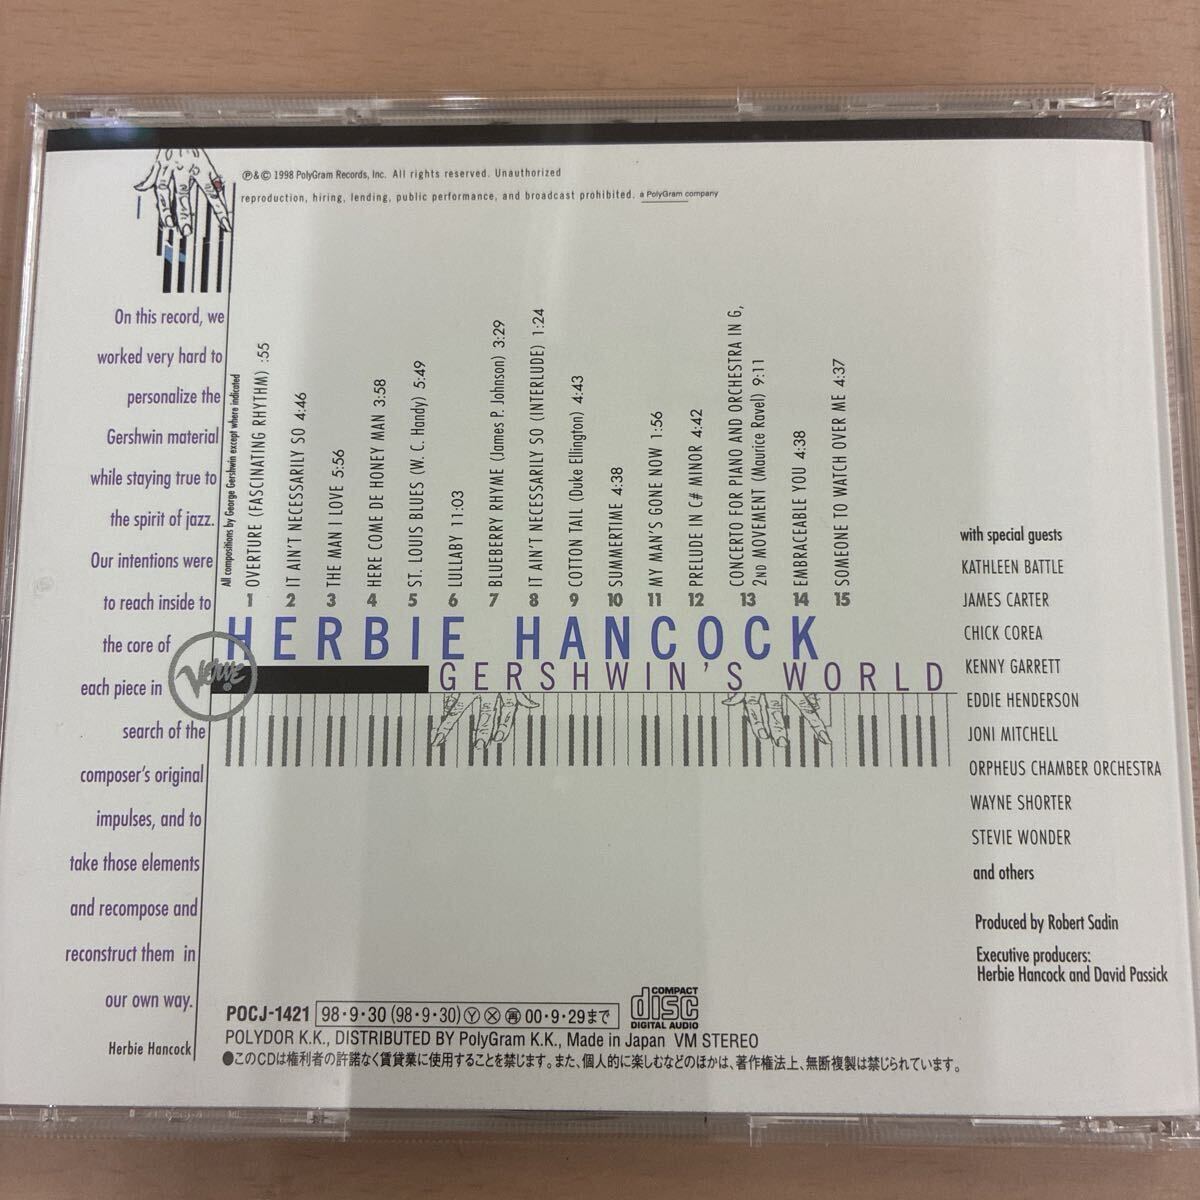 ℗&© 1998 PolyGram Records, Inc. All rights reserved. Unauthorized
reproduction, hiring, lending, public performance, and broadcast prohibited. a PolyGram company
On this record, we
worked very hard to
personalize the
Gershwin material
while staying true to
the spirit of jazz.
Our intentions were
to reach inside to
the core of
each piece in
search of the
composer's original
impulses, and to
take those elements
and recompose and
reconstruct them in
our own way.
Herbie Hancock
All compositions by George Gershwin except where indicated
1 OVERTURE (FASCINATING RHYTHM) :55
2 IT AIN'T NECESSARILY SO 4:46
3 THE MAN I LOVE 5:56
4 HERE COME DE HONEY MAN 3:58
5 ST. LOUIS BLUES (W. C. Handy) 5:49
6 LULLABY 11:03
7 BLUEBERRY RHYME (James P. Johnson) 3:29
8 IT AIN'T NECESSARILY SO (INTERLUDE) 1:24
9 COTTON TAIL (Duke Ellington) 4:43
10 SUMMERTIME 4:38
11 MY MAN'S GONE NOW 1:56
12 PRELUDE IN C# MINOR 4:42
13 CONCERTO FOR PIANO AND ORCHESTRA IN G,
2ND MOVEMENT (Maurice Ravel) 9:11
14 EMBRACEABLE YOU 4:38
15 SOMEONE TO WATCH OVER ME 4:37
HERBIE HANCOCK
Verve
GERSHWIN'S WORLD
with special guests
KATHLEEN BATTLE
JAMES CARTER
CHICK COREA
KENNY GARRETT
EDDIE HENDERSON
JONI MITCHELL
ORPHEUS CHAMBER ORCHESTRA
WAYNE SHORTER
STEVIE WONDER
and others
Produced by Robert Sadin
Executive producers:
Herbie Hancock and David Passick
POCJ-1421 98・9・30 (98・9・30) Ⓨ Ⓧ 再 00・9・29まで
COMPACT disc DIGITAL AUDIO
POLYDOR K.K., DISTRIBUTED BY PolyGram K.K., Made in Japan VM STEREO
●このCDは権利者の許諾なく賃貸業に使用することを禁じます。また、個人的に楽しむなどのほかは、著作権法上、無断複製は禁じられています。